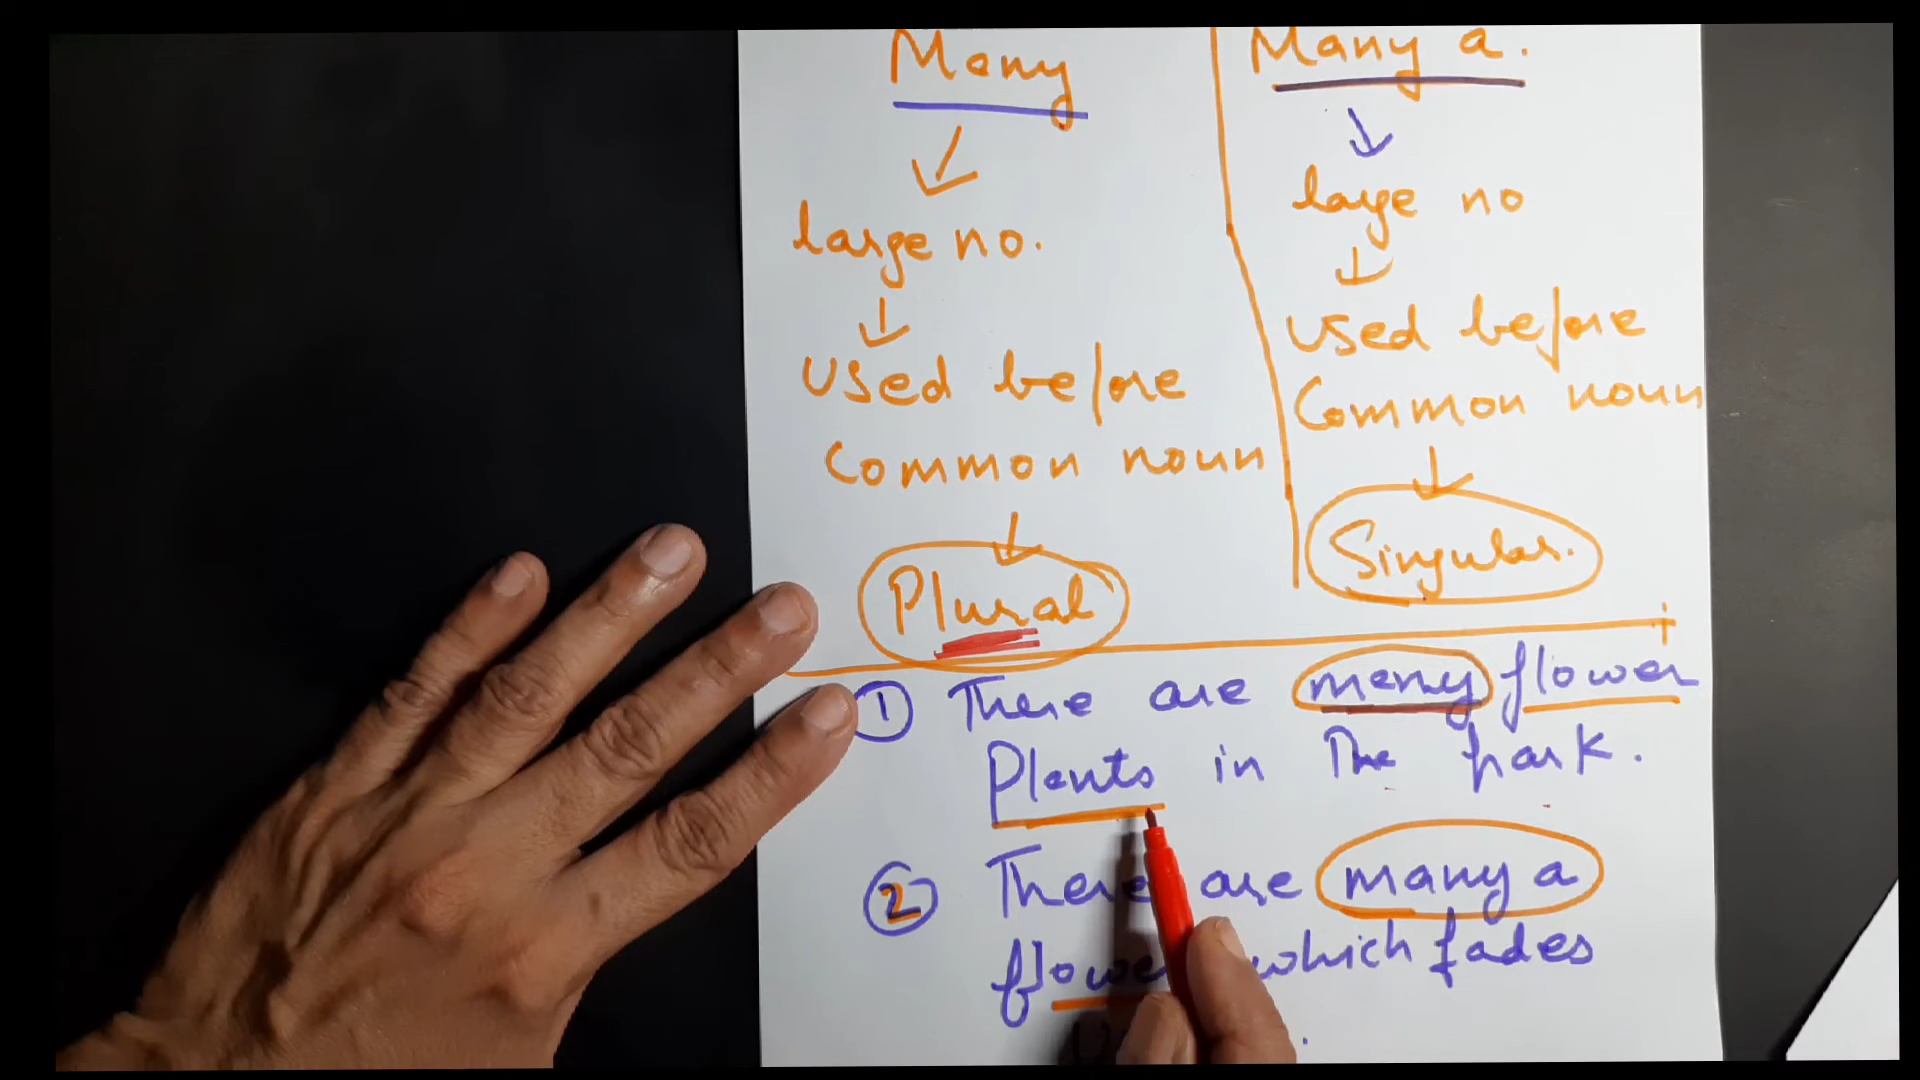 Many
large no.
Used before
Common noun
Plural
Many a.
large no
Used before
Common noun
Singular.
① There are many flower
Plants in the park.
② There are many a
flower which fades